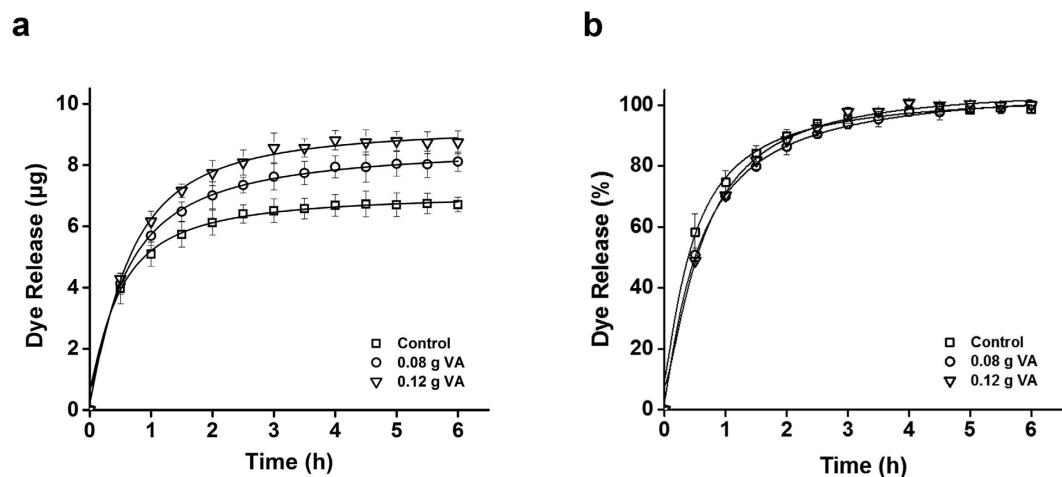 a
10
8
6
4
2
0
Dye Release (µg)
0 1 2 3 4 5 6
Time (h)
Control
0.08 g VA
0.12 g VA
b
100
80
60
40
20
0
Dye Release (%)
0 1 2 3 4 5 6
Time (h)
Control
0.08 g VA
0.12 g VA